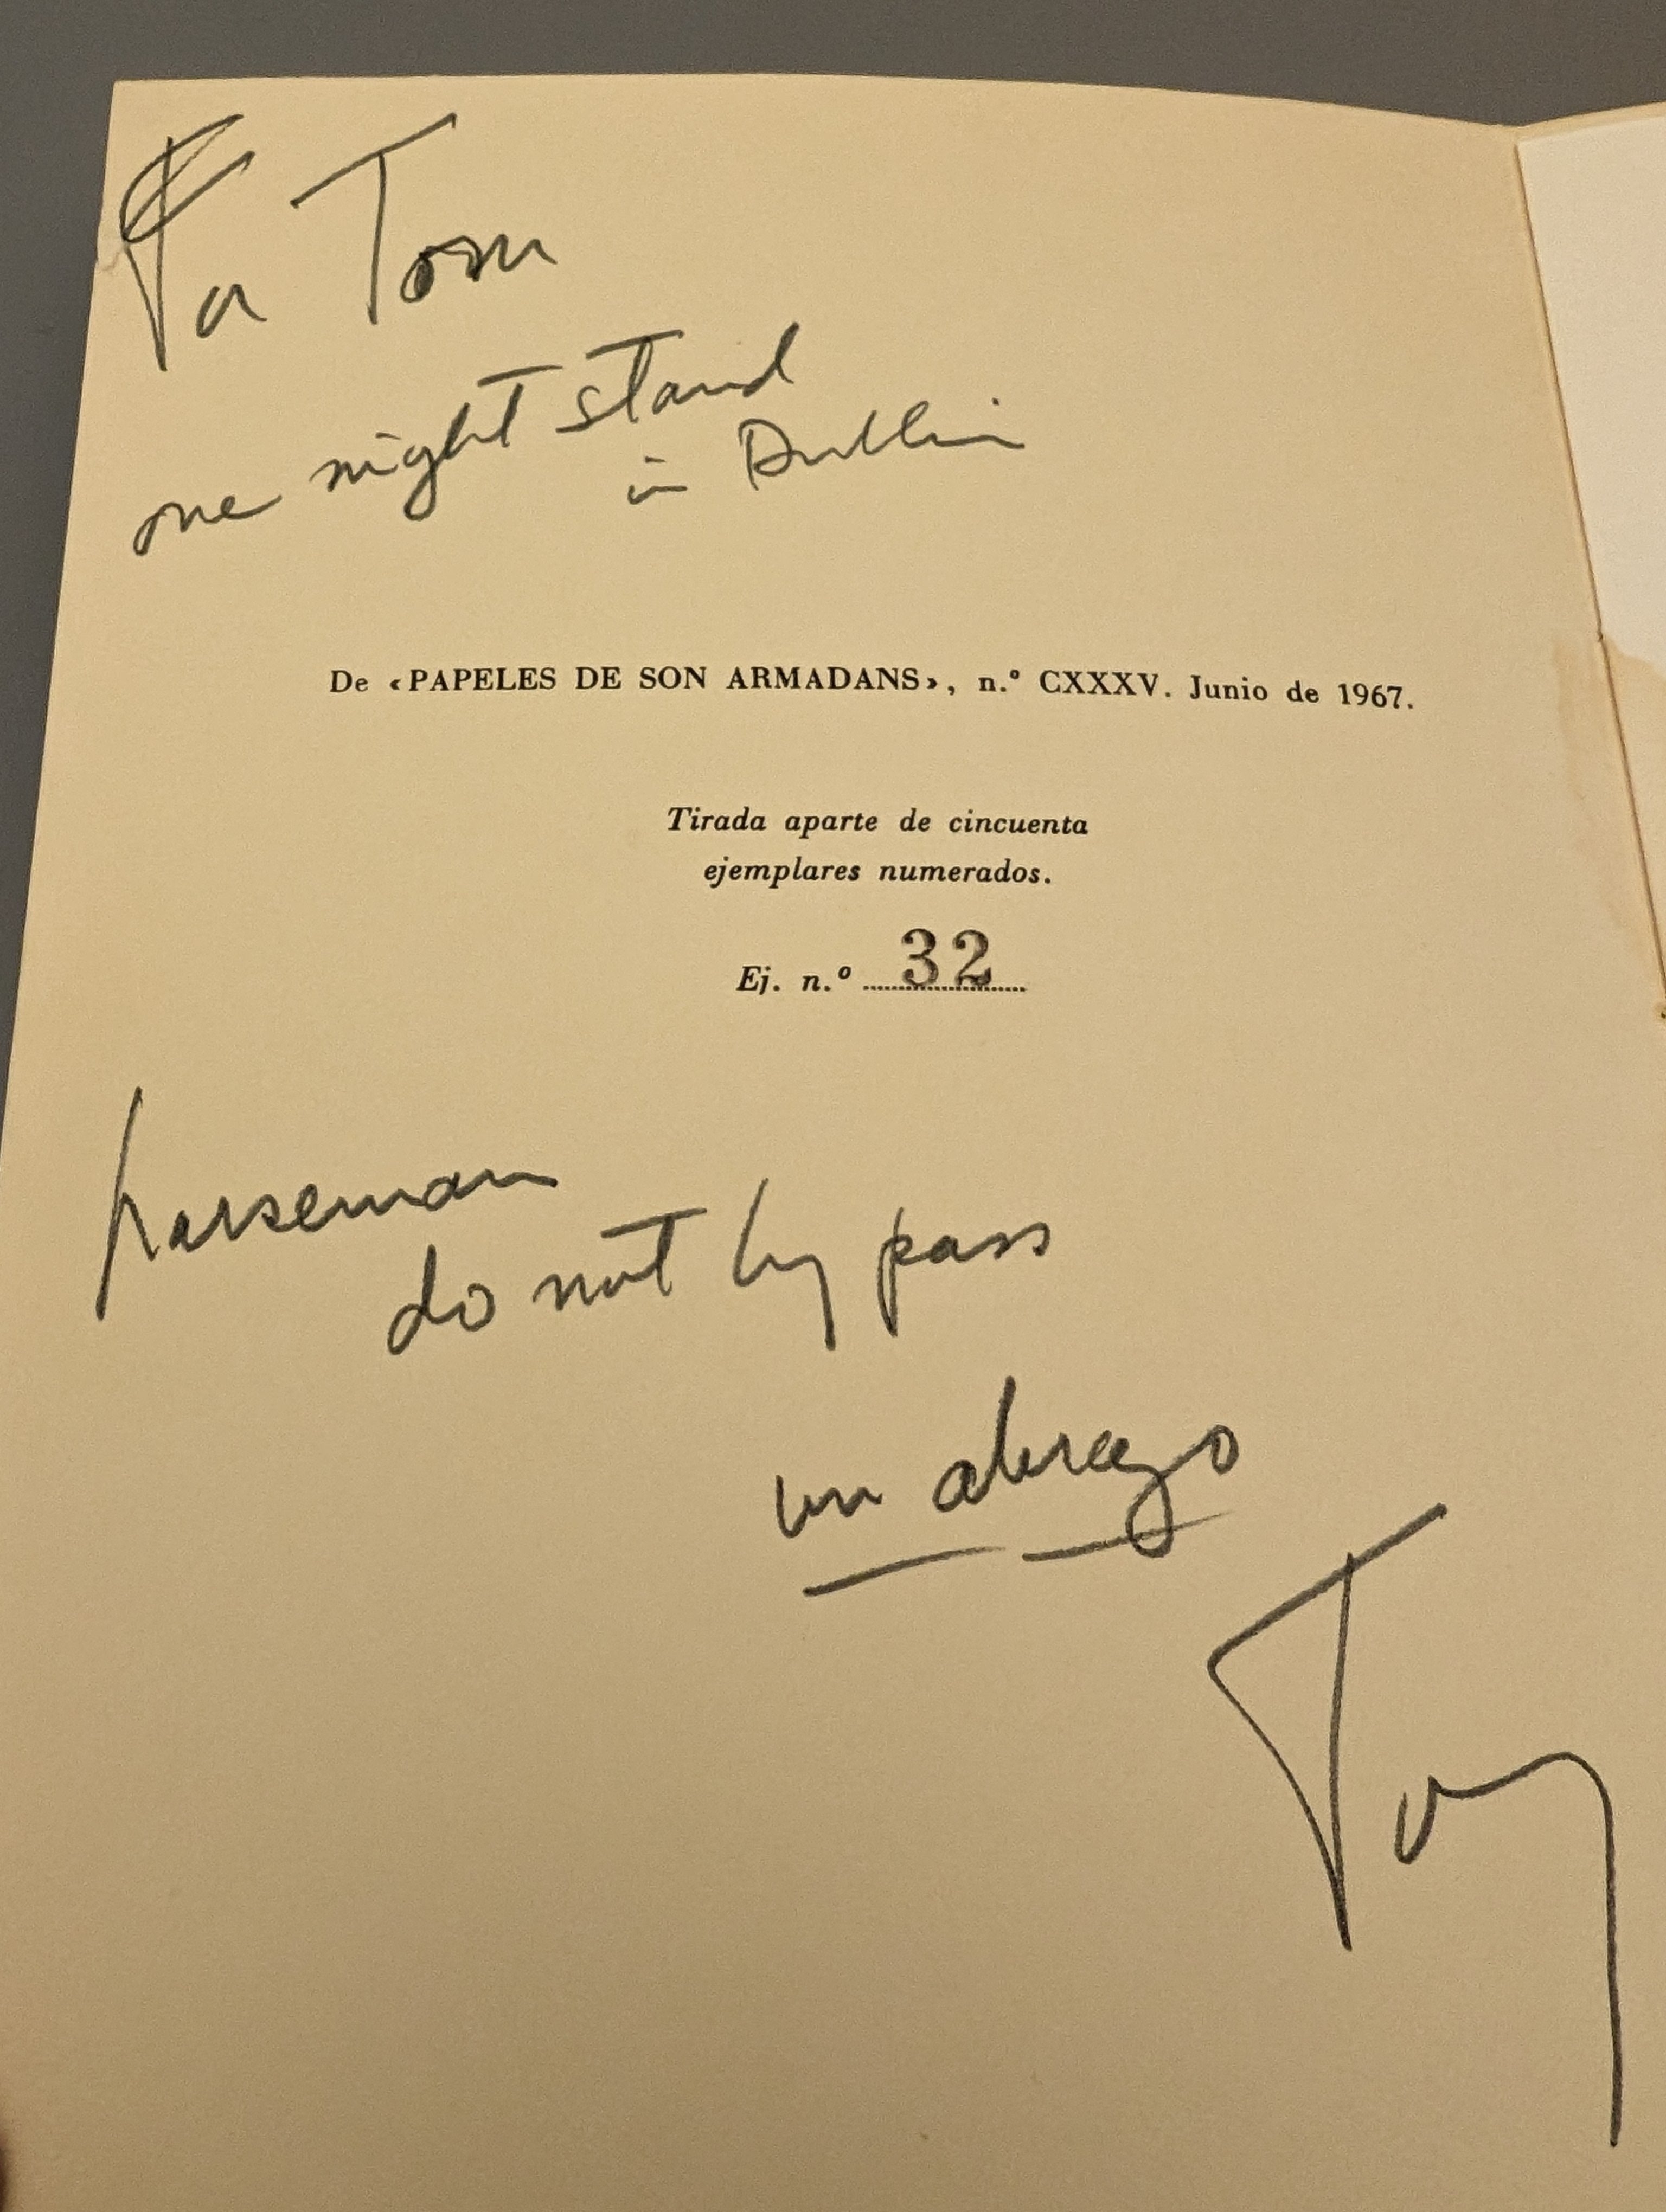 For Tom
one night stand
in Dublin
De «PAPELES DE SON ARMADANS», n.º CXXXV. Junio de 1967.
Tirada aparte de cincuenta
ejemplares numerados.
Ej. n.º 32
horseman
do not by pass
un abrazo